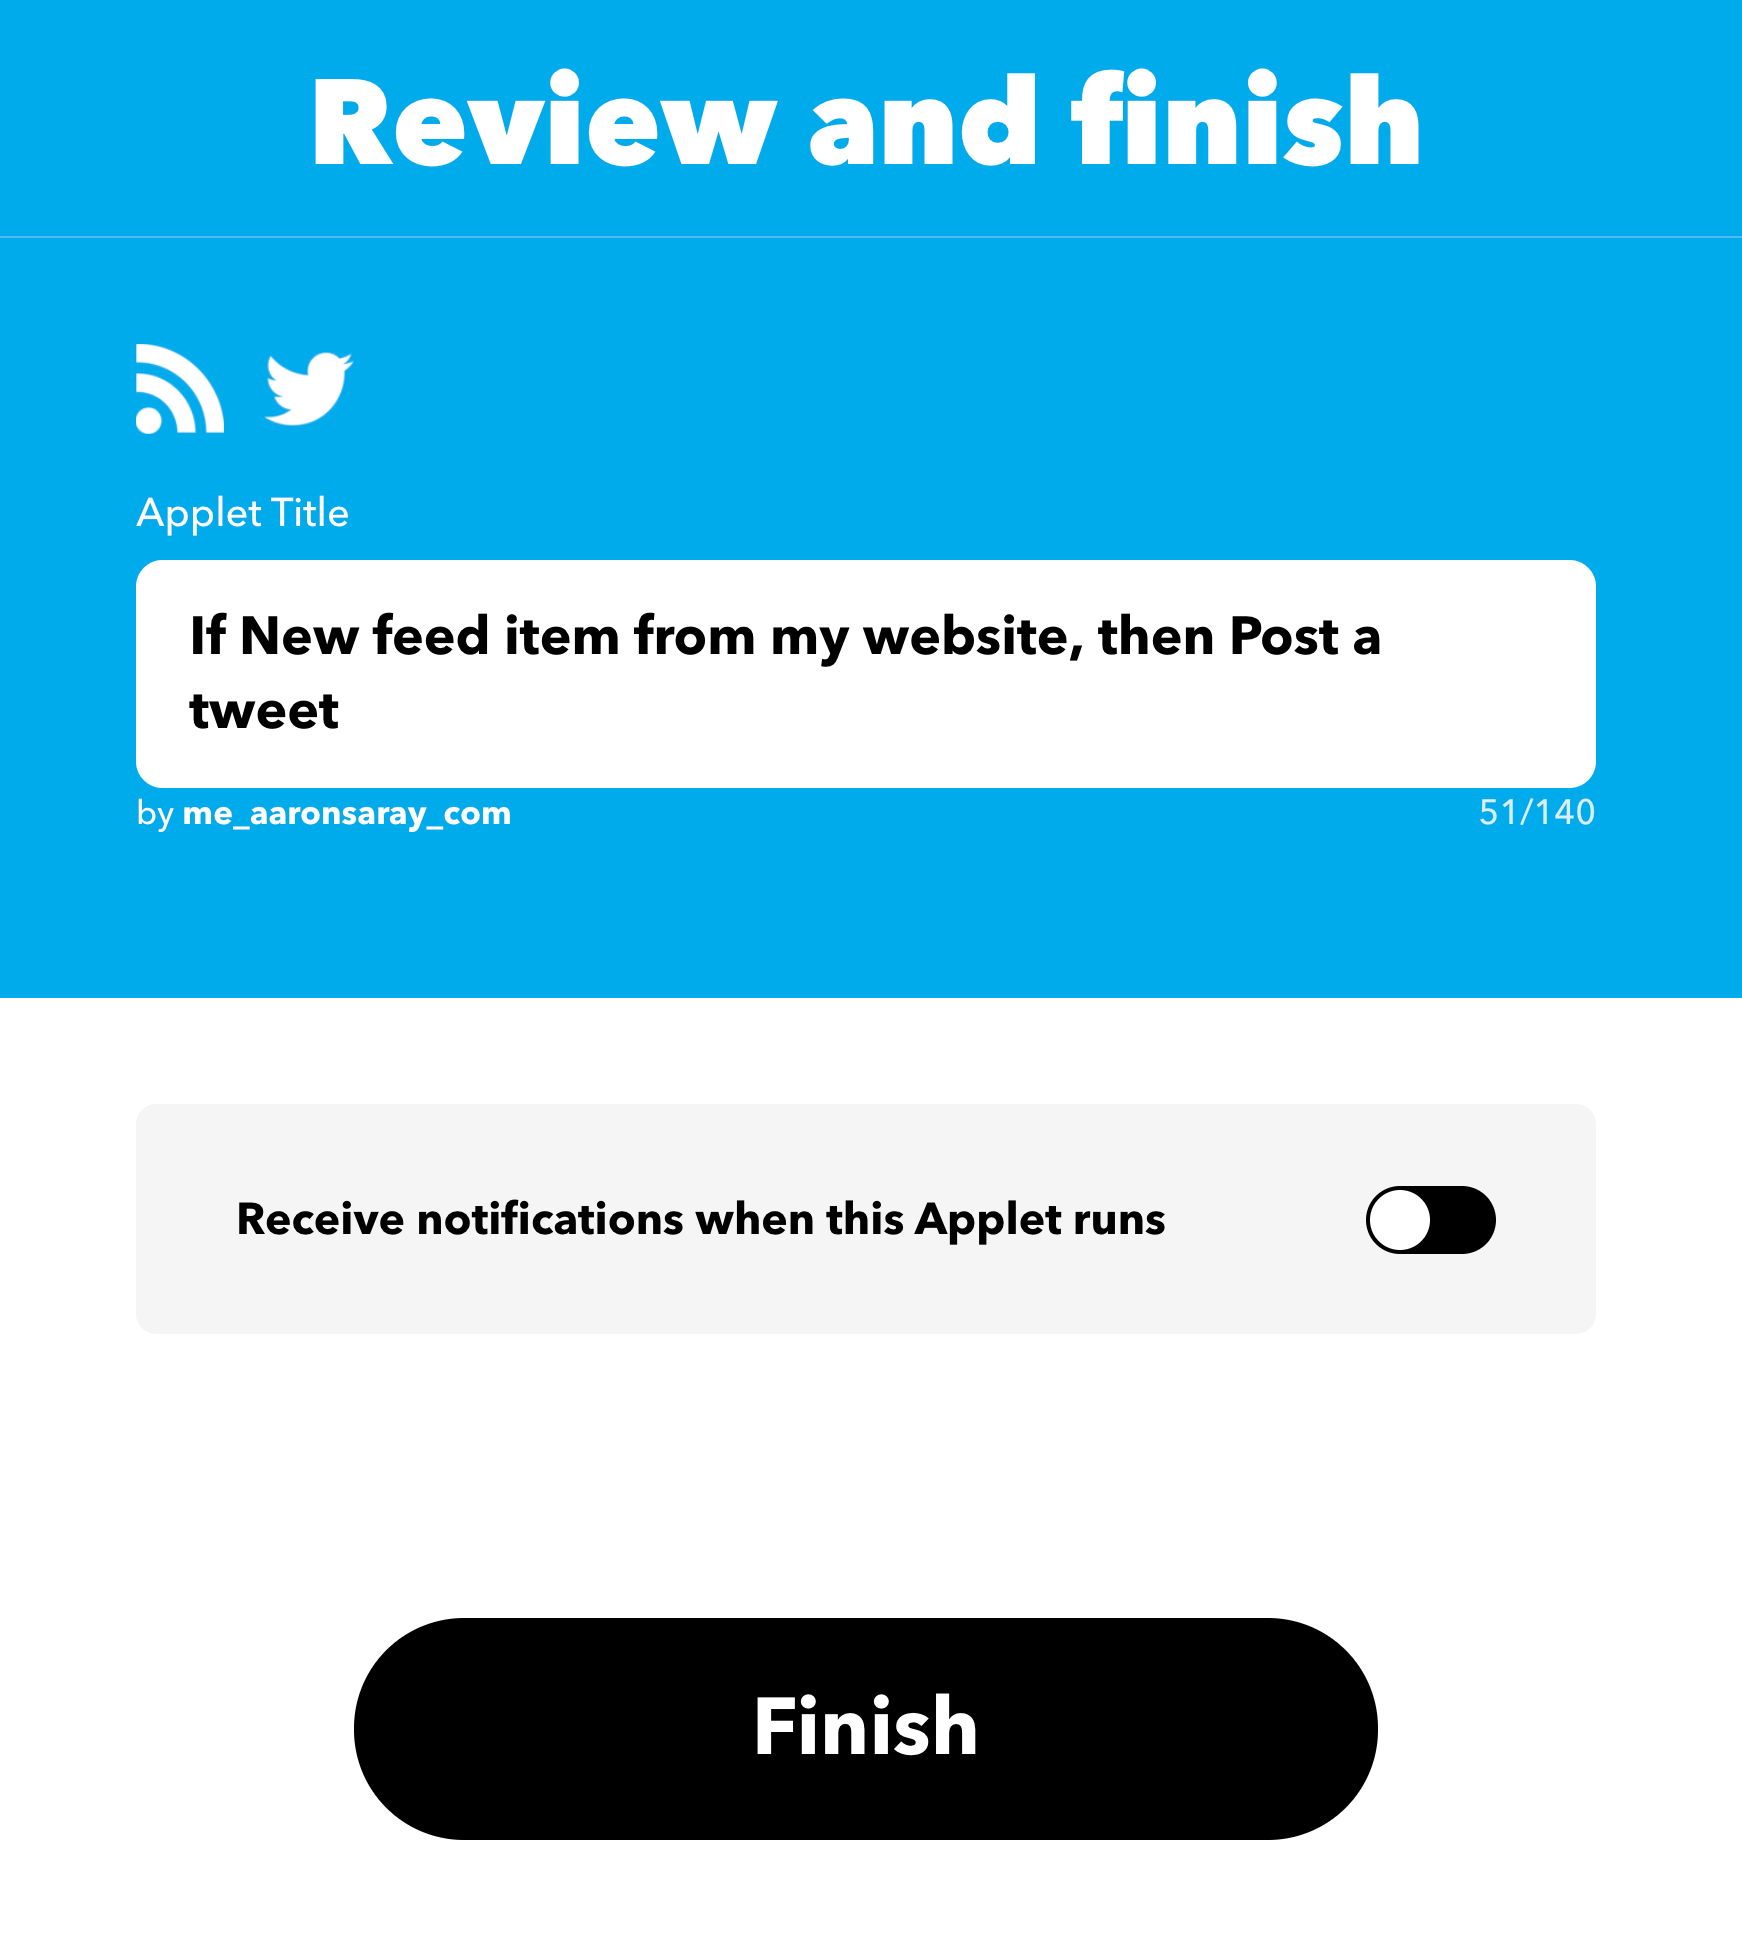 Review and finish
Applet Title
If New feed item from my website, then Post a
tweet
by me_aaronsaray_com
51/140
Receive notifications when this Applet runs
Finish